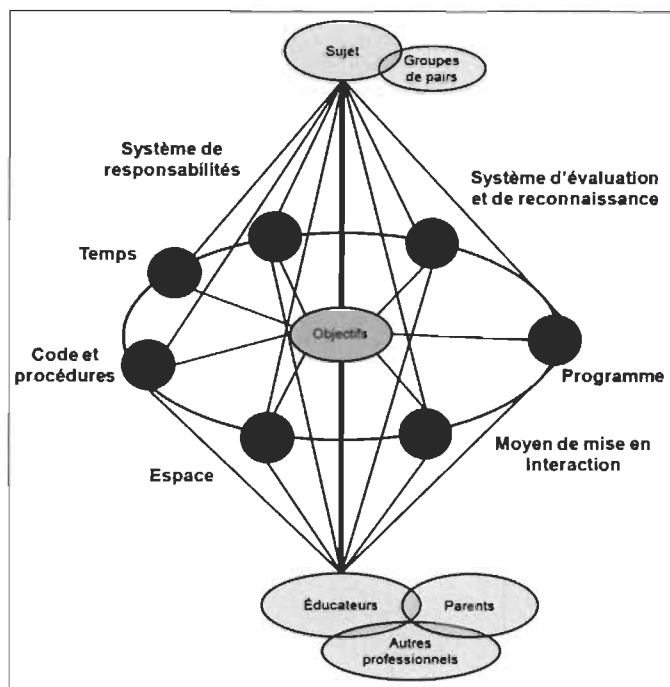 Sujet
Groupes
de pairs
Système de
responsabilités
Système d'évaluation
et de reconnaissance
Temps
Objectifs
Code et
procédures
Programme
Espace
Moyen de mise en
Interaction
Éducateurs
Parents
Autres
professionnels